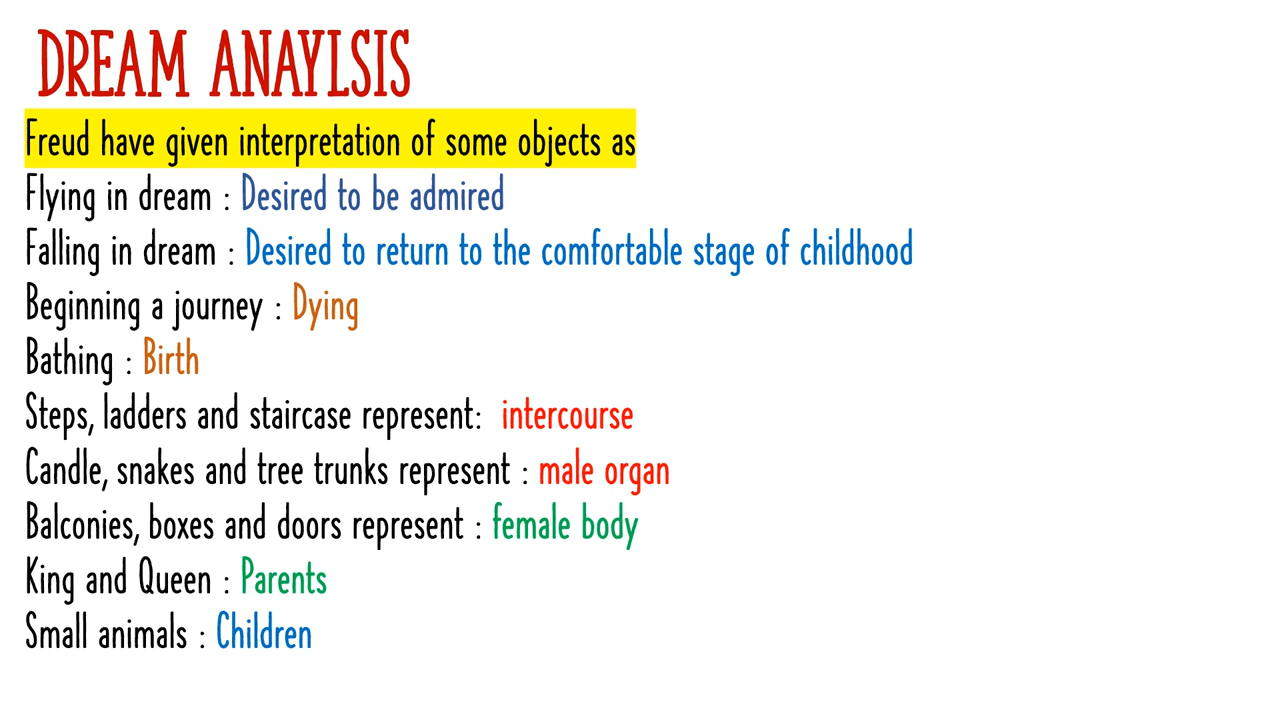 DREAM ANAYLSIS
Freud have given interpretation of some objects as
Flying in dream : Desired to be admired
Falling in dream : Desired to return to the comfortable stage of childhood
Beginning a journey : Dying
Bathing : Birth
Steps, ladders and staircase represent: intercourse
Candle, snakes and tree trunks represent : male organ
Balconies, boxes and doors represent : female body
King and Queen : Parents
Small animals : Children